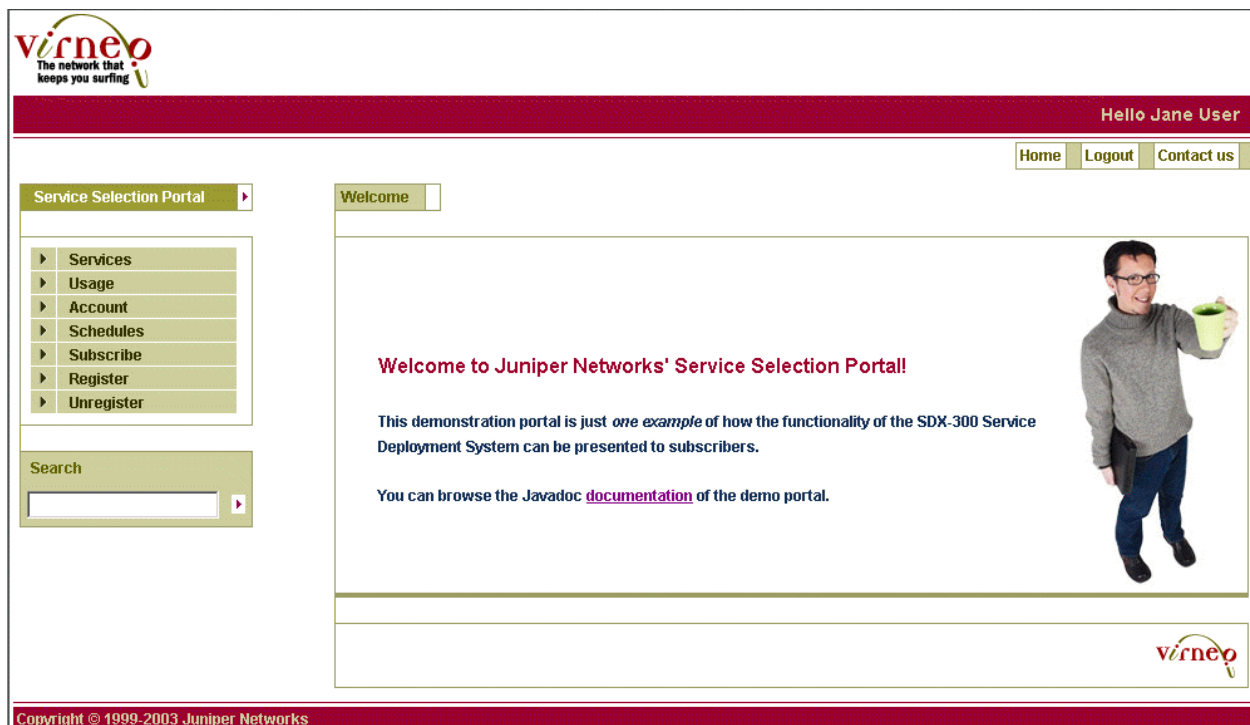 virneo
The network that
keeps you surfing
Hello Jane User
Home Logout Contact us
Service Selection Portal
Welcome
Services
Usage
Account
Schedules
Subscribe
Register
Unregister
Search
Welcome to Juniper Networks' Service Selection Portal!
This demonstration portal is just one example of how the functionality of the SDX-300 Service
Deployment System can be presented to subscribers.
You can browse the Javadoc documentation of the demo portal.
virneo
Copyright © 1999-2003 Juniper Networks